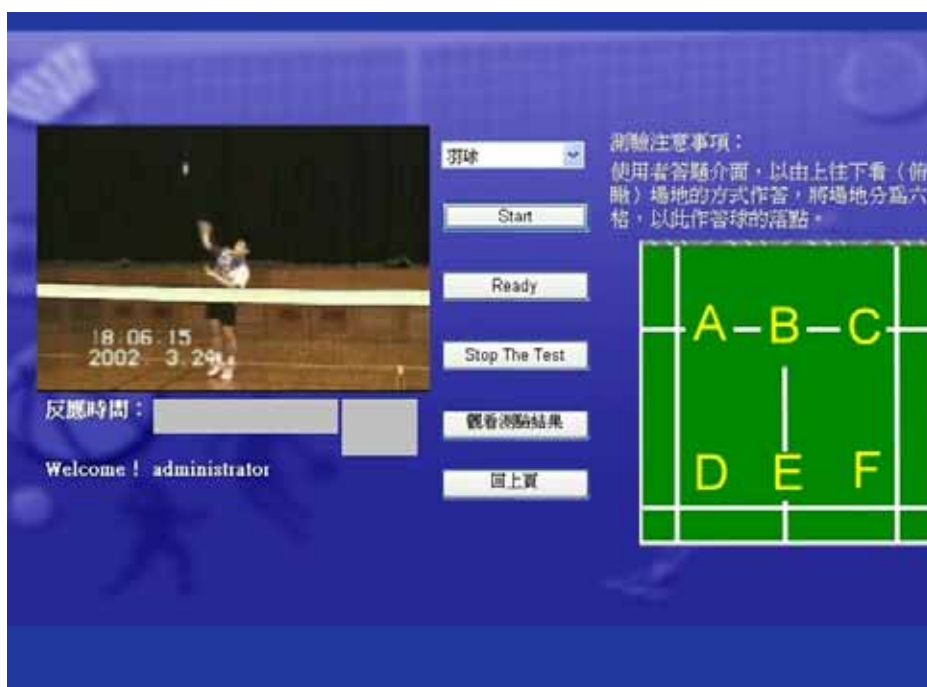 羽球
Start
Ready
Stop The Test
觀看測驗結果
回上頁
18:06:15
2002 3.24
反應時間：
Welcome！ administrator
測驗注意事項：
使用者答題介面，以由上往下看（俯
瞰）場地的方式作答，將場地分為六
格，以此作答球的落點。
A B C
D E F